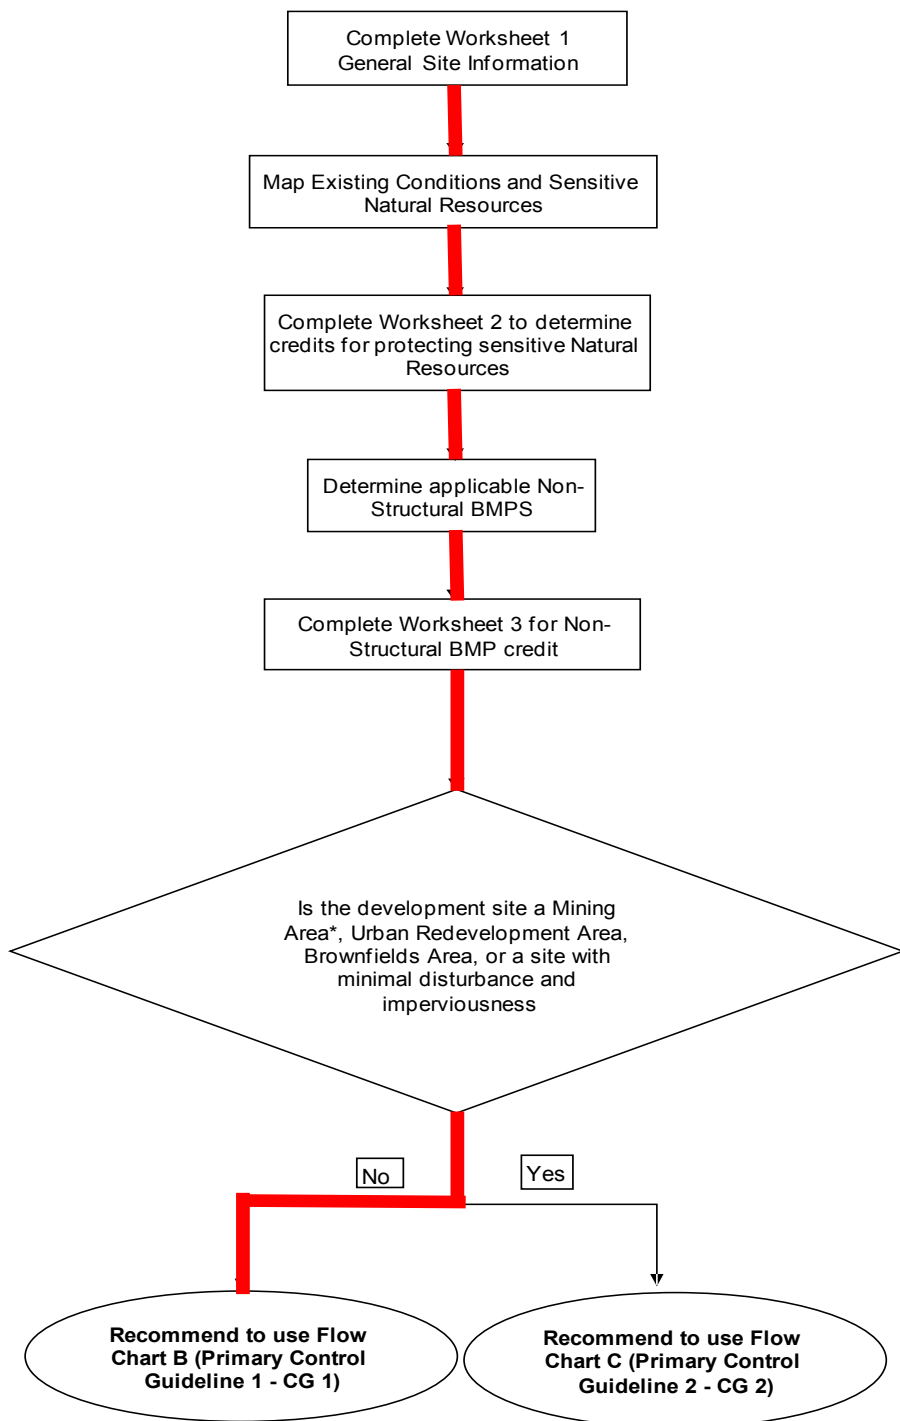 Complete Worksheet 1
General Site Information
Map Existing Conditions and Sensitive
Natural Resources
Complete Worksheet 2 to determine
credits for protecting sensitive Natural
Resources
Determine applicable Non-
Structural BMPS
Complete Worksheet 3 for Non-
Structural BMP credit
Is the development site a Mining
Area*, Urban Redevelopment Area,
Brownfields Area, or a site with
minimal disturbance and
imperviousness
No
Yes
Recommend to use Flow
Chart B (Primary Control
Guideline 1 - CG 1)
Recommend to use Flow
Chart C (Primary Control
Guideline 2 - CG 2)